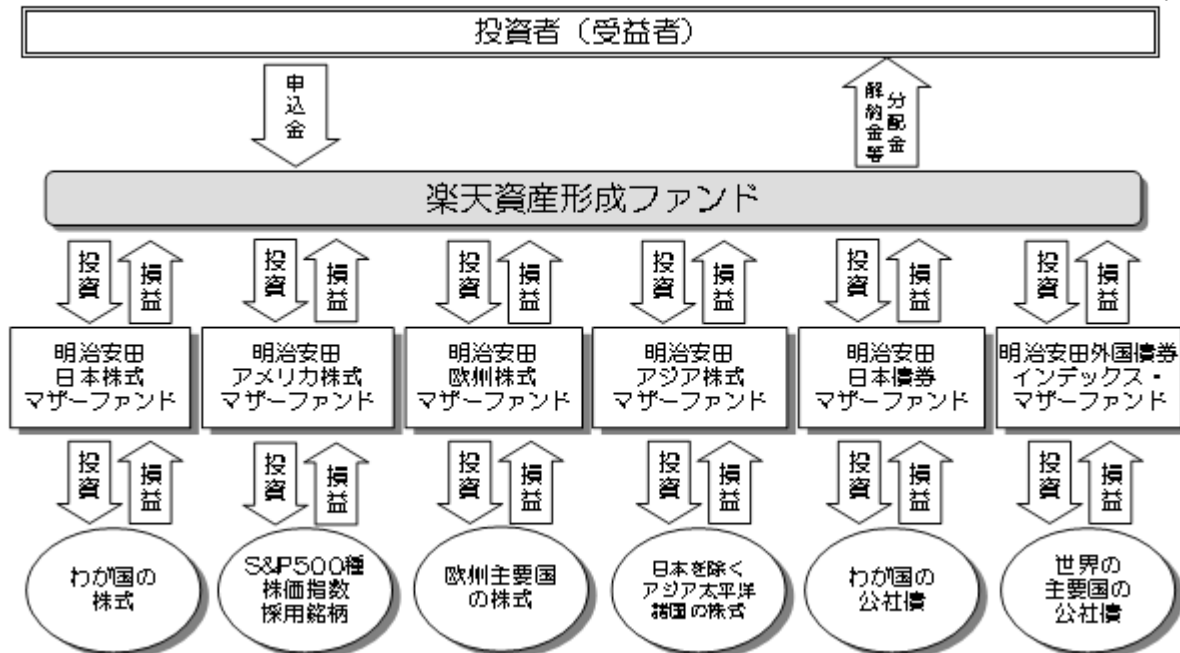 投資者（受益者）
申込金
分配金
解約金等
楽天資産形成ファンド
投資
損益
投資
損益
投資
損益
投資
損益
投資
損益
投資
損益
明治安田
日本株式
マザーファンド
明治安田
アメリカ株式
マザーファンド
明治安田
欧州株式
マザーファンド
明治安田
アジア株式
マザーファンド
明治安田
日本債券
マザーファンド
明治安田外国債券
インデックス・
マザーファンド
投資
損益
投資
損益
投資
損益
投資
損益
投資
損益
投資
損益
わが国の
株式
S&P500種
株価指数
採用銘柄
欧州主要国
の株式
日本を除く
アジア太平洋
諸国の株式
わが国の
公社債
世界の
主要国の
公社債